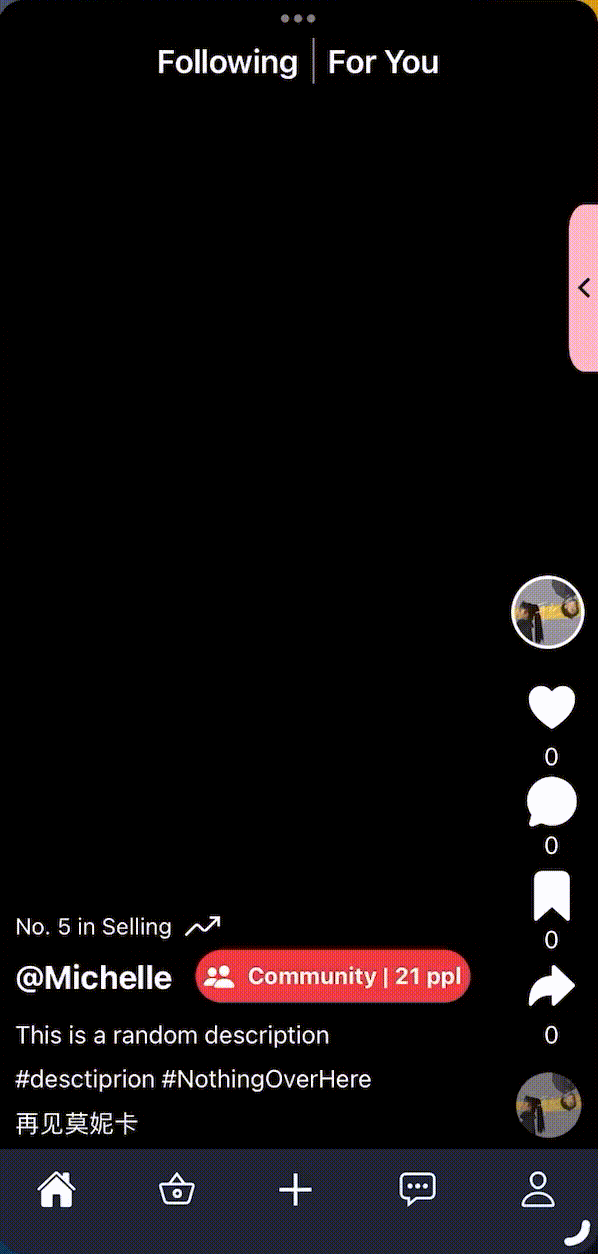 Following | For You
0
0
0
0
No. 5 in Selling
@Michelle
Community | 21 ppl
This is a random description
#desctiprion #NothingOverHere
再见莫妮卡